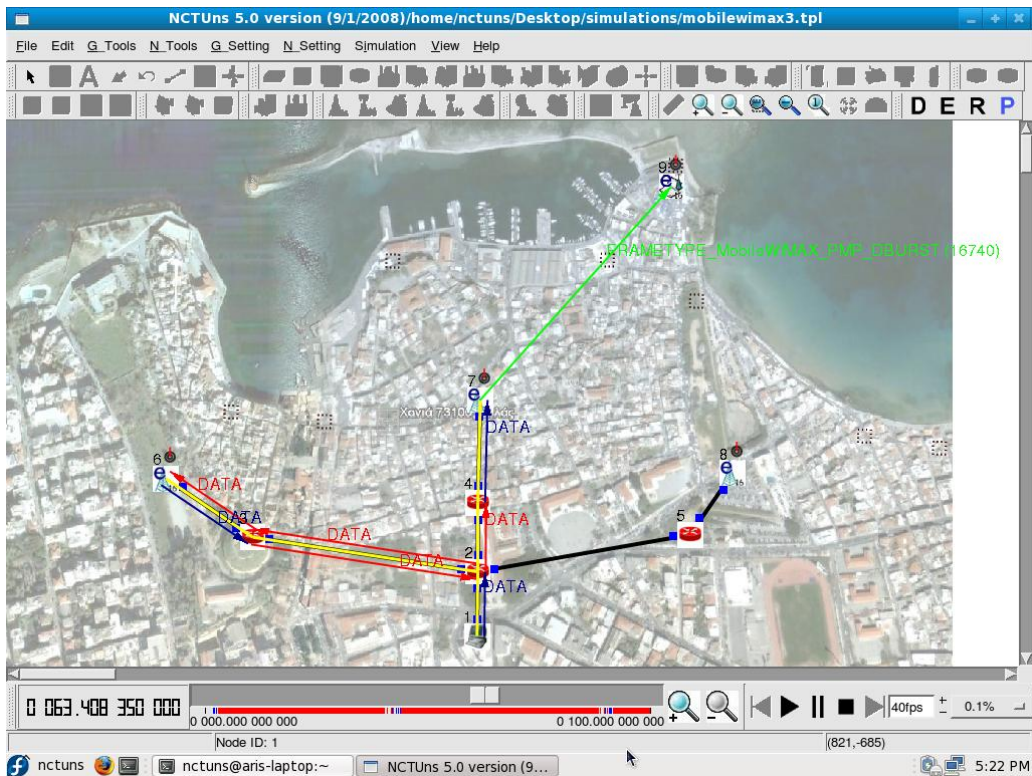 NCTUns 5.0 version (9/1/2008)/home/nctuns/Desktop/simulations/mobilewimax3.tpl
File Edit G_Tools N_Tools G_Setting N_Setting Simulation View Help
D E R P
9
FRAMETYPE_MobileWIMAX_PMP_DBURST (16740)
7
Χανιά 7310
DATA
6
8
DATA
4
DATA
5
DATA
DATA
2
DATA
DATA
1
0 063.408 350 000
0 000.000 000 000
0 100.000 000 000
40fps
0.1%
Node ID: 1
(821,-685)
nctuns
nctuns@aris-laptop:~
NCTUns 5.0 version (9...
5:22 PM